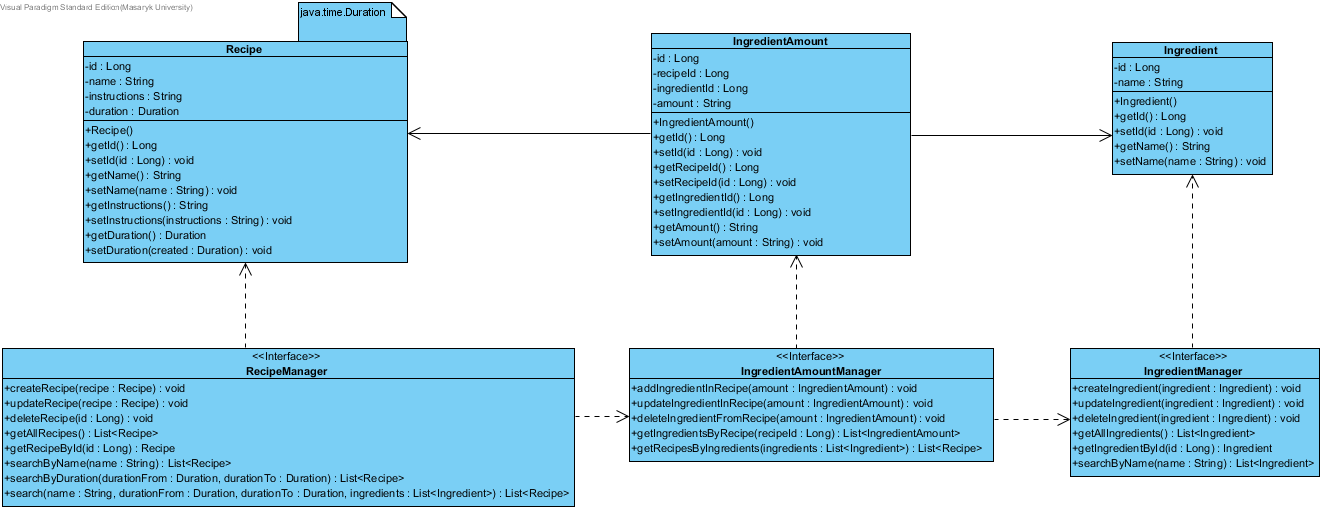 Visual Paradigm Standard Edition(Masaryk University)
java.time.Duration
Recipe
-id : Long
-name : String
-instructions : String
-duration : Duration
+Recipe()
+getId() : Long
+setId(id : Long) : void
+getName() : String
+setName(name : String) : void
+getInstructions() : String
+setInstructions(instructions : String) : void
+getDuration() : Duration
+setDuration(created : Duration) : void
IngredientAmount
-id : Long
-recipeId : Long
-ingredientId : Long
-amount : String
+IngredientAmount()
+getId() : Long
+setId(id : Long) : void
+getRecipeId() : Long
+setRecipeId(id : Long) : void
+getIngredientId() : Long
+setIngredientId(id : Long) : void
+getAmount() : String
+setAmount(amount : String) : void
Ingredient
-id : Long
-name : String
+Ingredient()
+getId() : Long
+setId(id : Long) : void
+getName() : String
+setName(name : String) : void
<<Interface>>
RecipeManager
+createRecipe(recipe : Recipe) : void
+updateRecipe(recipe : Recipe) : void
+deleteRecipe(id : Long) : void
+getAllRecipes() : List<Recipe>
+getRecipeById(id : Long) : Recipe
+searchByName(name : String) : List<Recipe>
+searchByDuration(durationFrom : Duration, durationTo : Duration) : List<Recipe>
+search(name : String, durationFrom : Duration, durationTo : Duration, ingredients : List<Ingredient>) : List<Recipe>
<<Interface>>
IngredientAmountManager
+addIngredientInRecipe(amount : IngredientAmount) : void
+updateIngredientInRecipe(amount : IngredientAmount) : void
+deleteIngredientFromRecipe(amount : IngredientAmount) : void
+getIngredientsByRecipe(recipeId : Long) : List<IngredientAmount>
+getRecipesByIngredients(ingredients : List<Ingredient>) : List<Recipe>
<<Interface>>
IngredientManager
+createIngredient(ingredient : Ingredient) : void
+updateIngredient(ingredient : Ingredient) : void
+deleteIngredient(ingredient : Ingredient) : void
+getAllIngredients() : List<Ingredient>
+getIngredientById(id : Long) : Ingredient
+searchByName(name : String) : List<Ingredient>